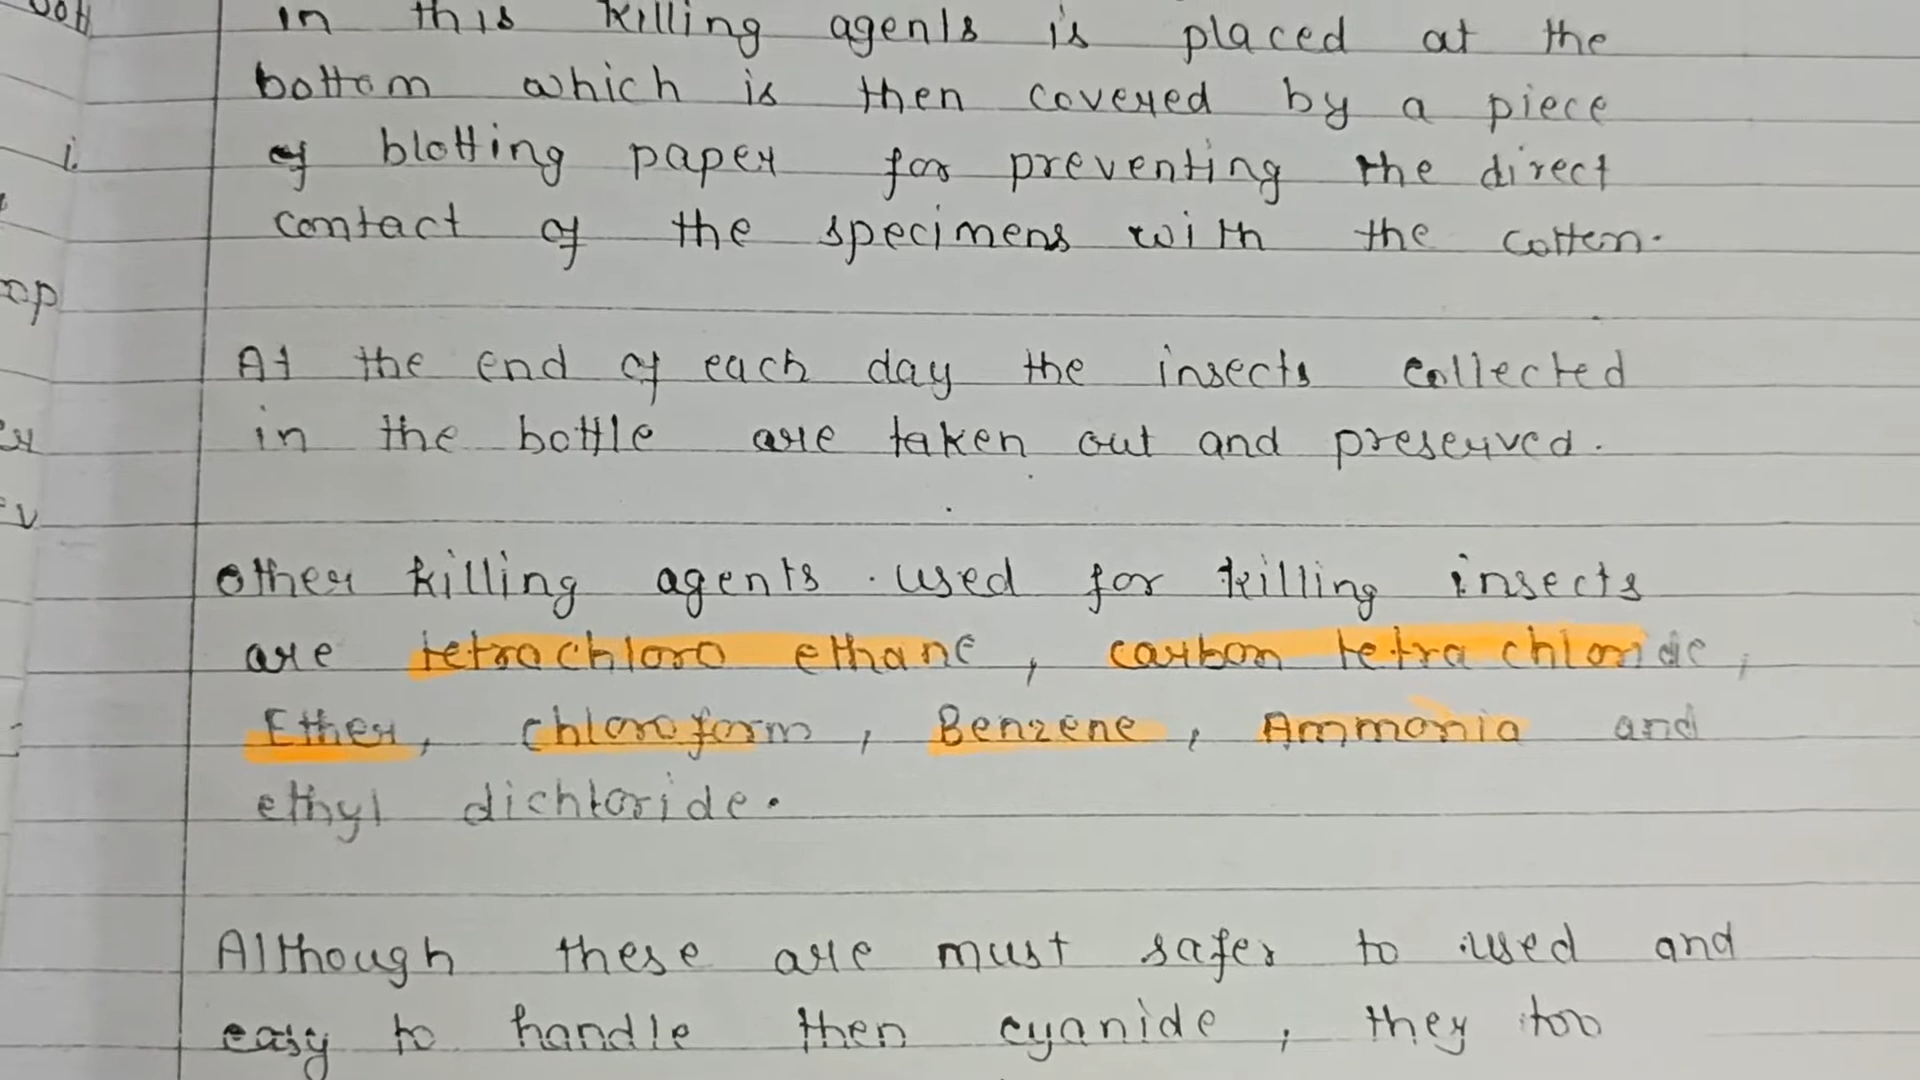 in this killing agents is placed at the
bottom which is then covered by a piece
of blotting paper for preventing the direct
contact of the specimens with the cotton.
At the end of each day the insects collected
in the bottle are taken out and preserved.
Other killing agents used for killing insects
are tetrachloro ethane, carbon tetra chloride,
Ether, chloroform, Benzene, Ammonia and
ethyl dichloride.
Although these are must safer to used and
easy to handle then cyanide, they too